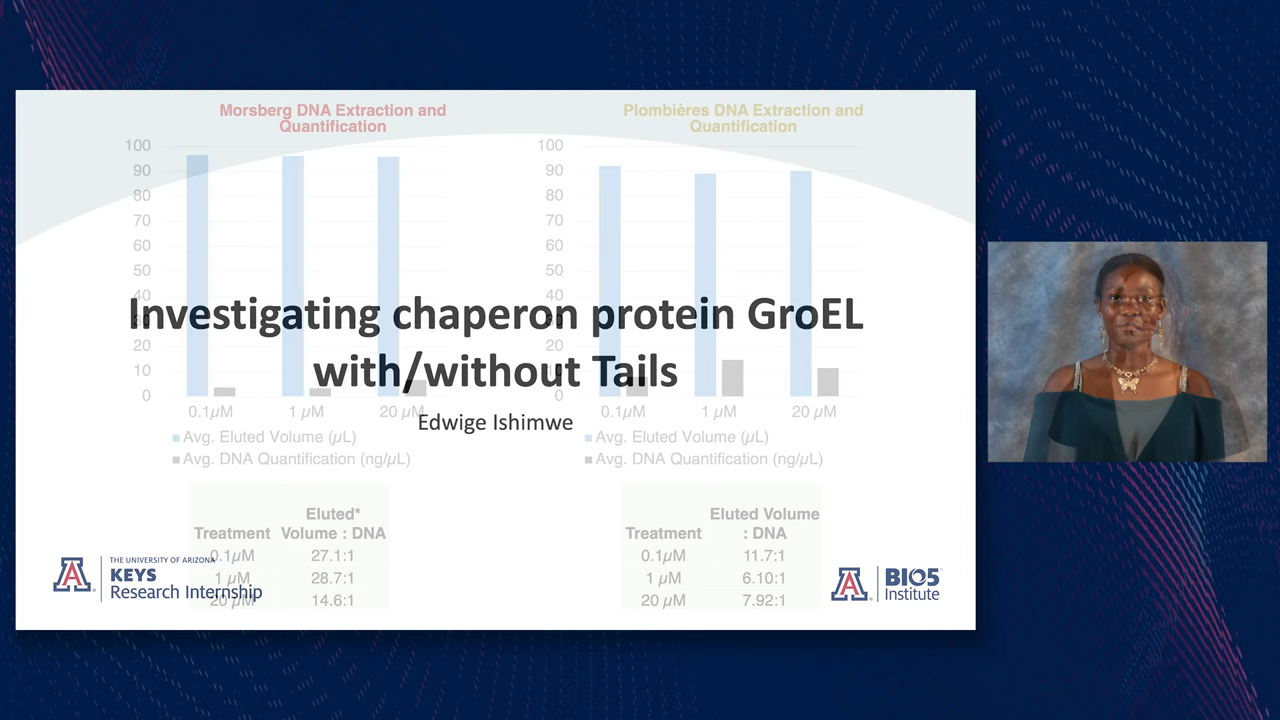 Morsberg DNA Extraction and
Quantification
100
90
80
70
60
50
40
30
20
10
0
0.1µM
1 µM
20 µM
Avg. Eluted Volume (µL)
Avg. DNA Quantification (ng/µL)
Plombières DNA Extraction and
Quantification
100
90
80
70
60
50
40
30
20
10
0
0.1µM
1 µM
20 µM
Avg. Eluted Volume (µL)
Avg. DNA Quantification (ng/µL)
Investigating chaperon protein GroEL
with/without Tails
Edwige Ishimwe
Eluted*
Treatment Volume : DNA
0.1µM 27.1:1
1 µM 28.7:1
20 µM 14.6:1
Eluted Volume
Treatment : DNA
0.1µM 11.7:1
1 µM 6.10:1
20 µM 7.92:1
A
THE UNIVERSITY OF ARIZONA
KEYS
Research Internship
A
BIO5
Institute